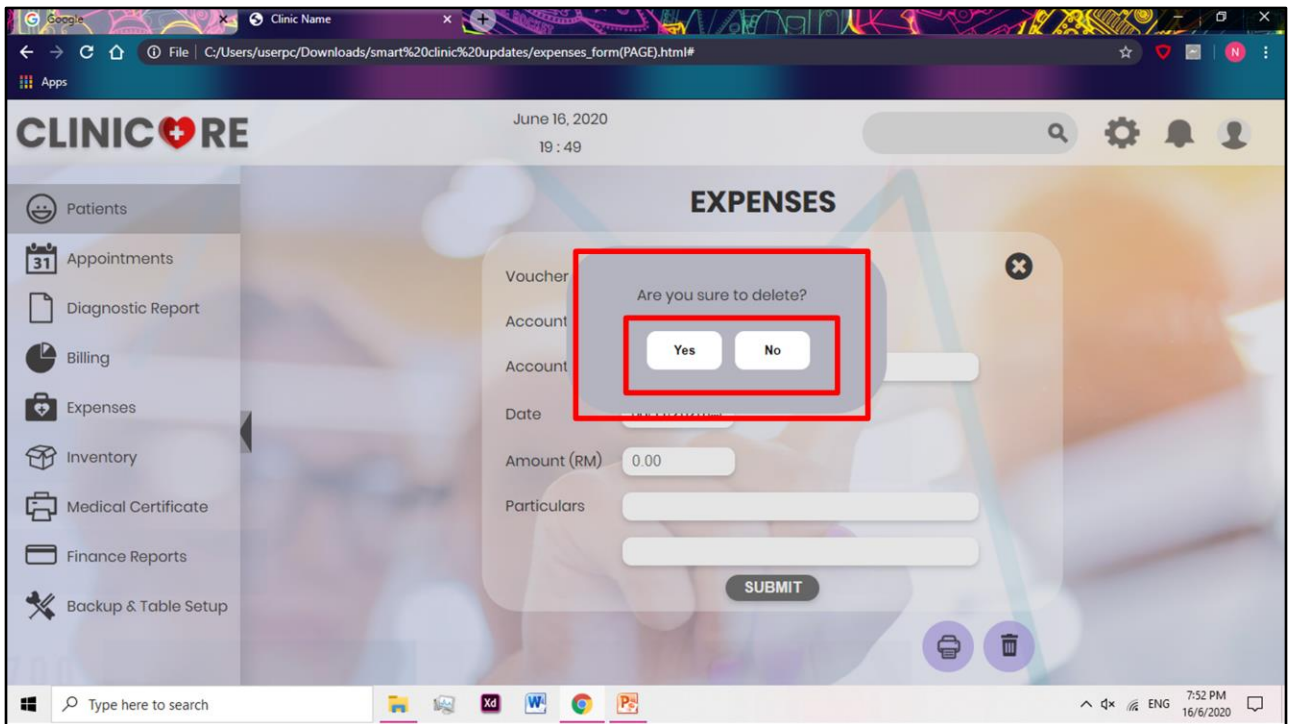 Google
Clinic Name
File | C:/Users/userpc/Downloads/smart%20clinic%20updates/expenses_form(PAGE).html#
N
Apps
CLINIC RE
June 16, 2020
19 : 49
EXPENSES
Patients
31
Appointments
Diagnostic Report
Billing
Expenses
Inventory
Medical Certificate
Finance Reports
Backup & Table Setup
Voucher
Account
Account
Date
Amount (RM) 0.00
Particulars
Are you sure to delete?
Yes No
SUBMIT
Type here to search
Xd
W
P
ENG
7:52 PM
16/6/2020